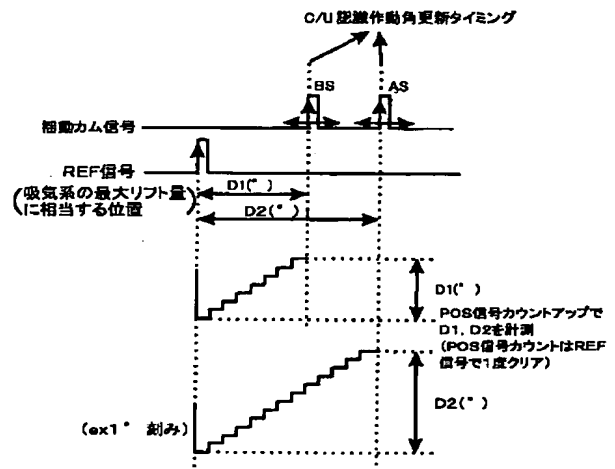 C/U 認識作動角更新タイミング
BS
AS
揺動カム信号
REF信号
(吸気系の最大リフト量
に相当する位置)
D1(°)
D2(°)
D1(°)
POS信号カウントアップで
D1, D2を計測
(POS信号カウントはREF
信号で1度クリア)
D2(°)
(ex1° 刻み)